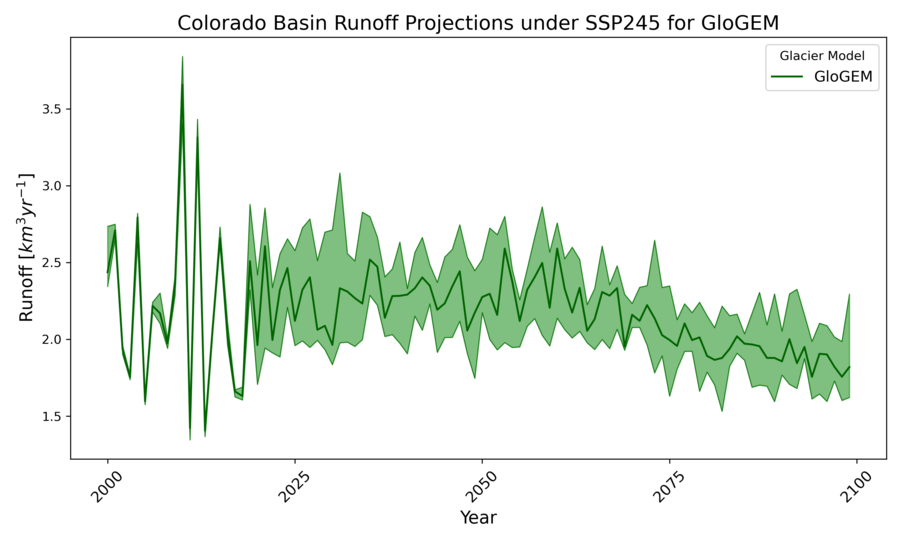 Colorado Basin Runoff Projections under SSP245 for GloGEM
Glacier Model
GloGEM
3.5
3.0
2.5
2.0
1.5
Runoff [km³yr⁻¹]
2000
2025
2050
2075
2100
Year